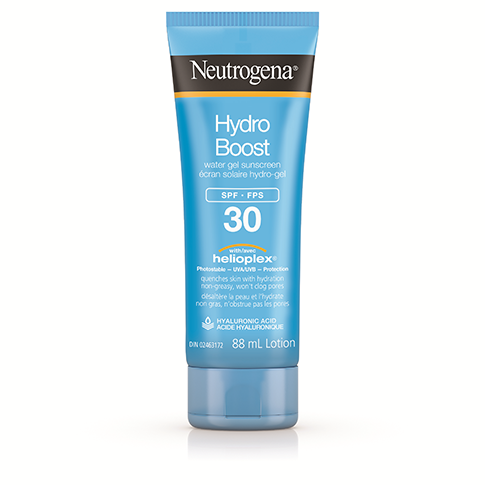 Neutrogena®
Hydro
Boost
water gel sunscreen
écran solaire hydro-gel
SPF · FPS
30
with/avec
helioplex®
Photostable – UVA/UVB – Protection
quenches skin with hydration
non-greasy, won't clog pores
désaltère la peau et l'hydrate
non gras, n'obstrue pas les pores
HYALURONIC ACID
ACIDE HYALURONIQUE
DIN 02463172 88 mL Lotion